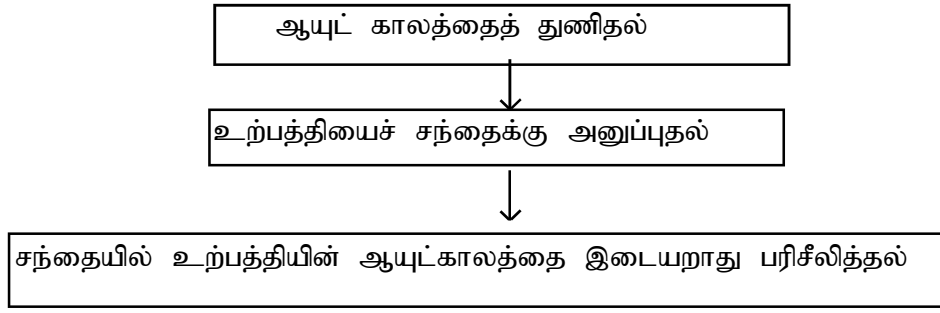 ஆயுட் காலத்தைத் துணிதல்
உற்பத்தியைச் சந்தைக்கு அனுப்புதல்
சந்தையில் உற்பத்தியின் ஆயுட்காலத்தை இடையறாது பரிசீலித்தல்